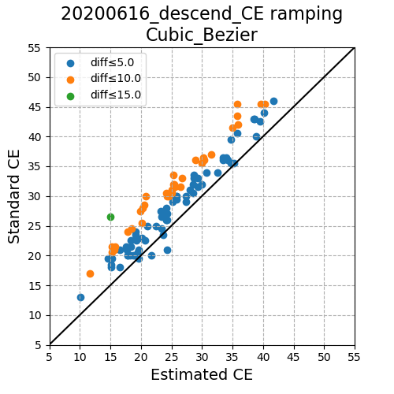 20200616_descend_CE ramping
Cubic_Bezier
55
50
45
40
35
30
25
20
15
10
5
5 10 15 20 25 30 35 40 45 50 55
Standard CE
Estimated CE
diff≤5.0
diff≤10.0
diff≤15.0